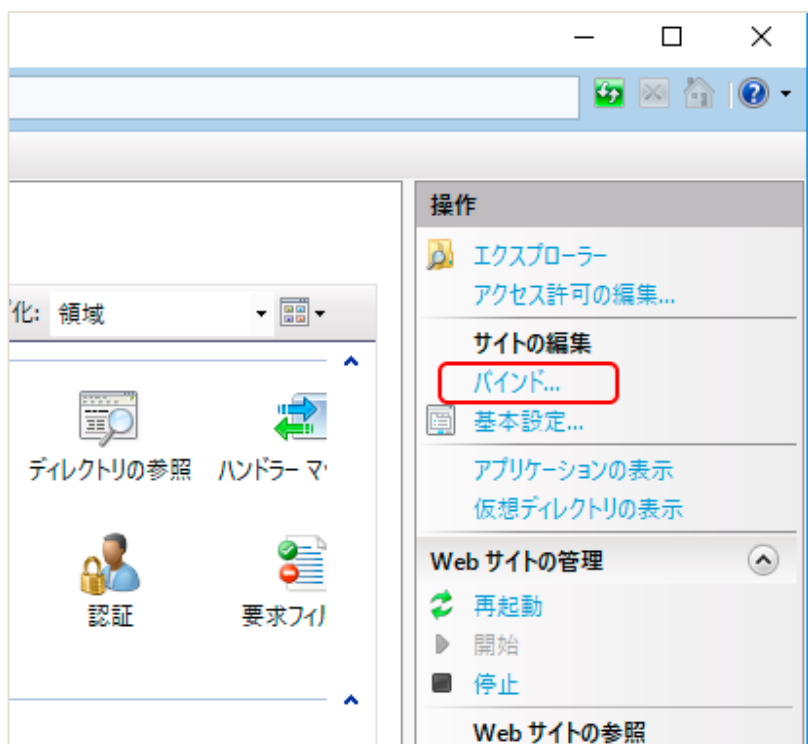 操作
エクスプローラー
アクセス許可の編集...
化: 領域
サイトの編集
バインド...
基本設定...
ディレクトリの参照
ハンドラー マ
アプリケーションの表示
仮想ディレクトリの表示
Web サイトの管理
認証
要求フィル
再起動
開始
停止
Web サイトの参照